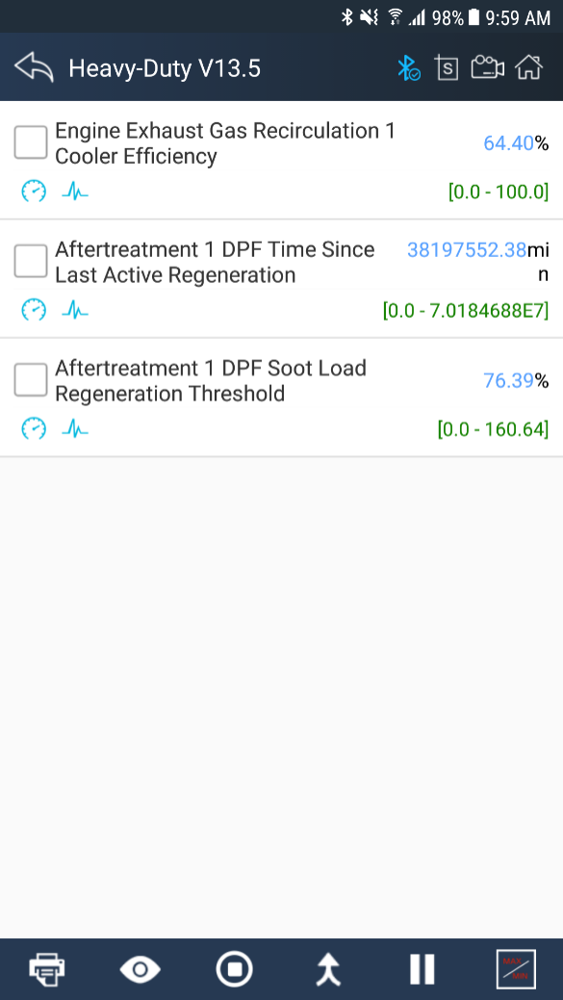 98% 9:59 AM
Heavy-Duty V13.5
S
Engine Exhaust Gas Recirculation 1
Cooler Efficiency
64.40%
[0.0 - 100.0]
Aftertreatment 1 DPF Time Since
Last Active Regeneration
38197552.38mi
n
[0.0 - 7.0184688E7]
Aftertreatment 1 DPF Soot Load
Regeneration Threshold
76.39%
[0.0 - 160.64]
MAX
MIN